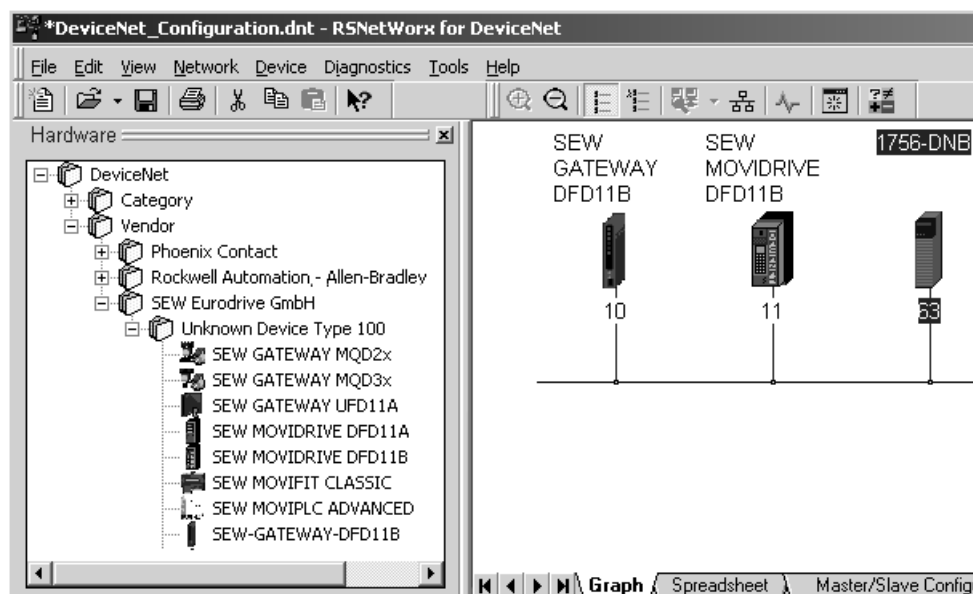 *DeviceNet_Configuration.dnt - RSNetWorx for DeviceNet
File Edit View Network Device Diagnostics Tools Help
Hardware
DeviceNet
Category
Vendor
Phoenix Contact
Rockwell Automation - Allen-Bradley
SEW Eurodrive GmbH
Unknown Device Type 100
SEW GATEWAY MQD2x
SEW GATEWAY MQD3x
SEW GATEWAY UFD11A
SEW MOVIDRIVE DFD11A
SEW MOVIDRIVE DFD11B
SEW MOVIFIT CLASSIC
SEW MOVIPLC ADVANCED
SEW-GATEWAY-DFD11B
SEW
GATEWAY
DFD11B
10
SEW
MOVIDRIVE
DFD11B
11
1756-DNB
63
Graph Spreadsheet Master/Slave Config